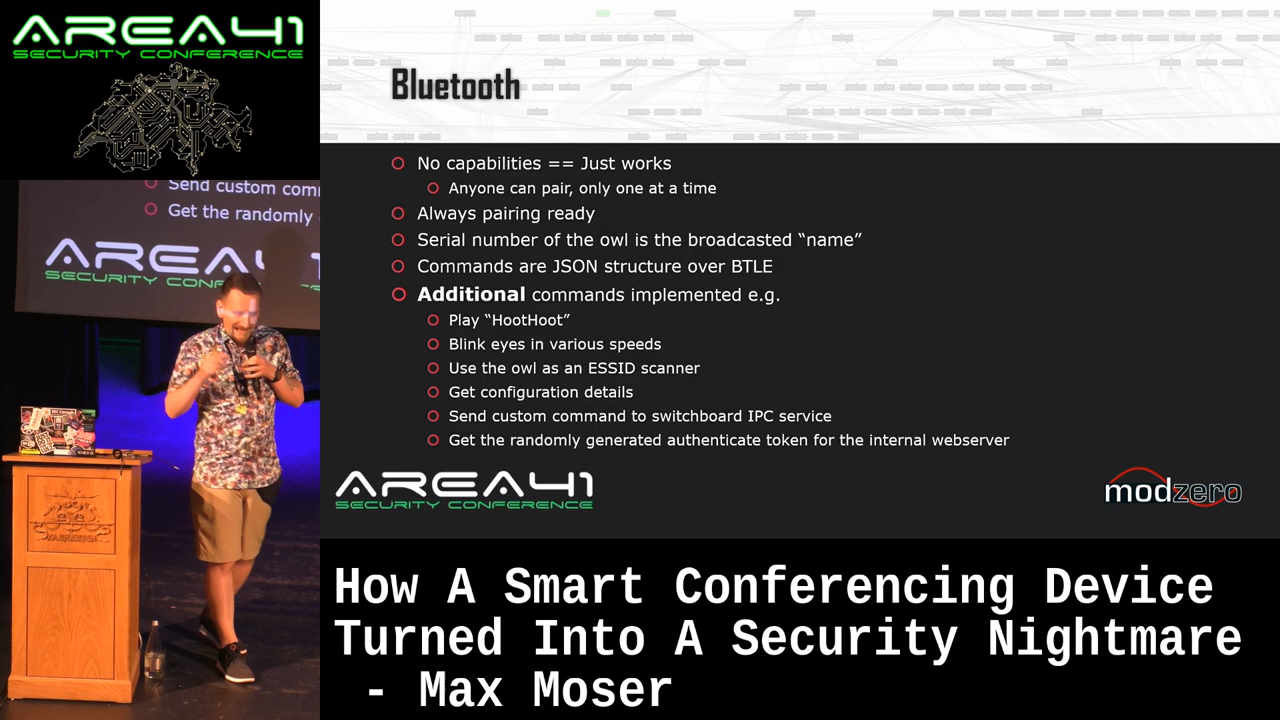 AREA41
SECURITY CONFERENCE
Send custom com
Get the randomly
AREA
SECURITY CONF
Bluetooth
No capabilities == Just works
Anyone can pair, only one at a time
Always pairing ready
Serial number of the owl is the broadcasted “name”
Commands are JSON structure over BTLE
Additional commands implemented e.g.
Play “HootHoot”
Blink eyes in various speeds
Use the owl as an ESSID scanner
Get configuration details
Send custom command to switchboard IPC service
Get the randomly generated authenticate token for the internal webserver
AREA41
SECURITY CONFERENCE
modzero
How A Smart Conferencing Device
Turned Into A Security Nightmare
- Max Moser